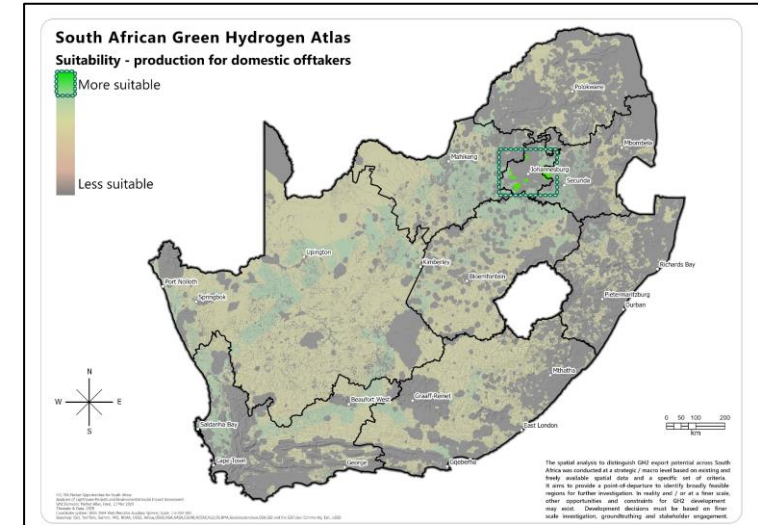 South African Green Hydrogen Atlas
Suitability - production for domestic offtakers
More suitable
Less suitable
Polokwane
Mbombela
Mahikeng
Johannesburg
Secunda
Upington
Kimberley
Bloemfontein
Richards Bay
Port Nolloth
Springbok
Pietermaritzburg
Durban
Mthatha
Beaufort West
Graaff-Reinet
East London
Saldanha Bay
Cape Town
George
Gqeberha
N
W
E
S
0 50 100 200
km
The spatial analysis to distinguish GH2 export potential across South
Africa was conducted at a strategic / macro level based on existing and
freely available spatial data and a specific set of criteria.
It aims to provide a point-of-departure to identify broadly feasible
regions for further investigation. In reality and / or at a finer scale,
other opportunities and constraints for GH2 development
may exist. Development decisions must be based on finer
scale investigation, groundtruthing and stakeholder engagement.